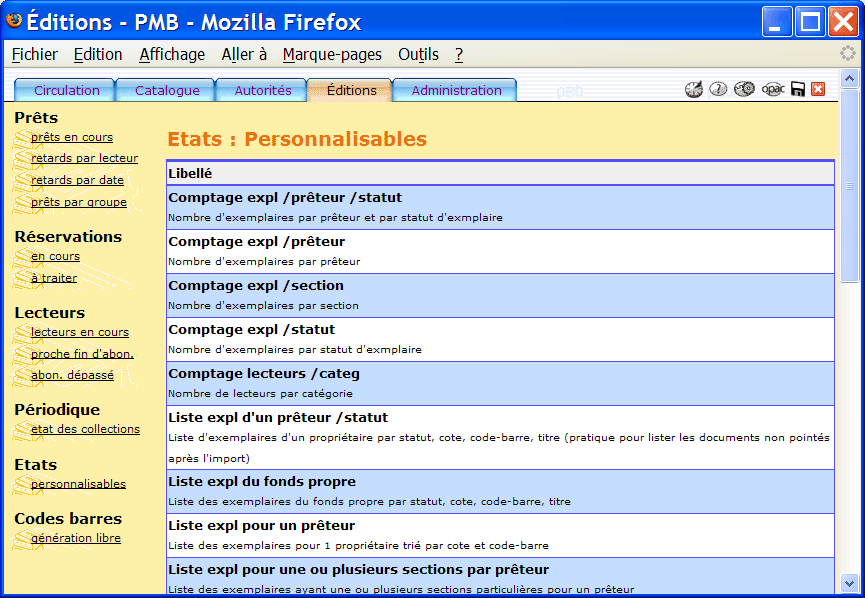 Éditions - PMB - Mozilla Firefox
Fichier Edition Affichage Aller à Marque-pages Outils ?
Circulation Catalogue Autorités Éditions Administration pmb opac
Prêts
prêts en cours
retards par lecteur
retards par date
prêts par groupe
Réservations
en cours
à traiter
Lecteurs
lecteurs en cours
proche fin d'abon.
abon. dépassé
Périodique
etat des collections
Etats
personnalisables
Codes barres
génération libre
Etats : Personnalisables
Libellé
Comptage expl /prêteur /statut
Nombre d'exemplaires par prêteur et par statut d'exmplaire
Comptage expl /prêteur
Nombre d'exemplaires par prêteur
Comptage expl /section
Nombre d'exemplaires par section
Comptage expl /statut
Nombre d'exemplaires par statut d'exmplaire
Comptage lecteurs /categ
Nombre de lecteurs par catégorie
Liste expl d'un prêteur /statut
Liste d'exemplaires d'un propriétaire par statut, cote, code-barre, titre (pratique pour lister les documents non pointés
après l'import)
Liste expl du fonds propre
Liste des exemplaires du fonds propre par statut, cote, code-barre, titre
Liste expl pour un prêteur
Liste des exemplaires pour 1 propriétaire trié par cote et code-barre
Liste expl pour une ou plusieurs sections par prêteur
Liste des exemplaires ayant une ou plusieurs sections particulières pour un prêteur